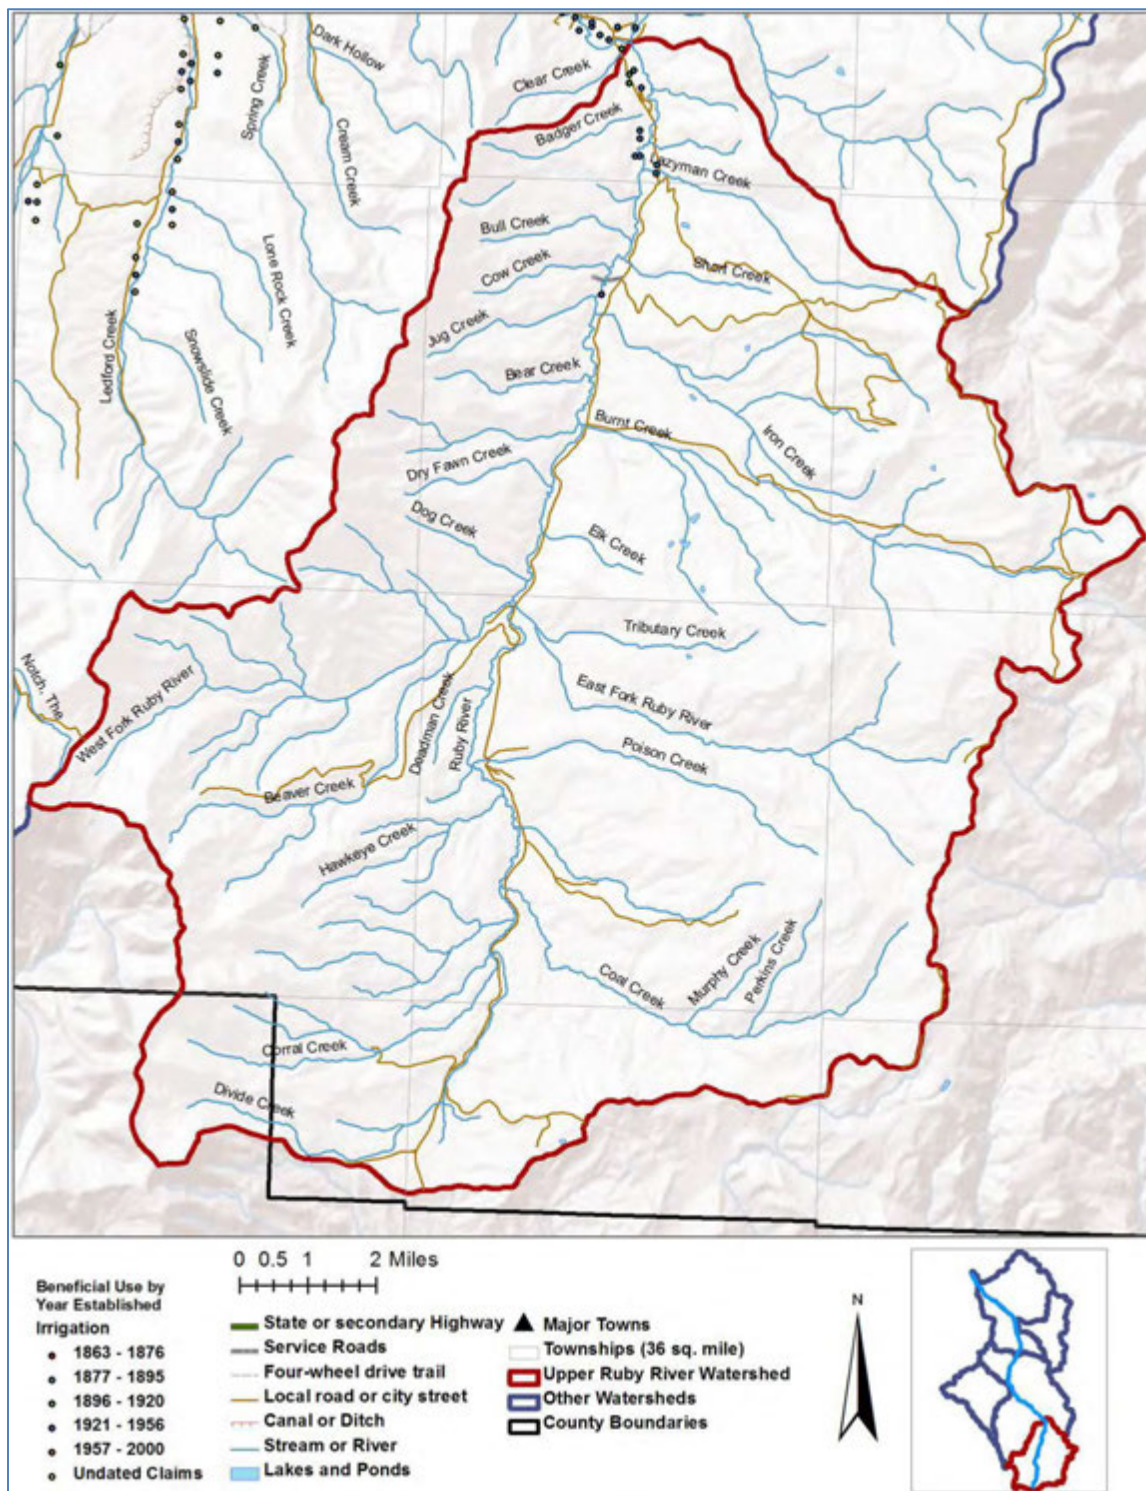 Dark Hollow
Clear Creek
Spring Creek
Badger Creek
Cream Creek
Lazyman Creek
Bull Creek
Lone Rock Creek
Cow Creek
Short Creek
Ledford Creek
Jug Creek
Snowslide Creek
Bear Creek
Burnt Creek
Iron Creek
Dry Fawn Creek
Dog Creek
Elk Creek
Tributary Creek
Notch, The
West Fork Ruby River
East Fork Ruby River
Deadman Creek
Ruby River
Poison Creek
Beaver Creek
Hawkeye Creek
Murphy Creek
Perkins Creek
Coal Creek
Corral Creek
Divide Creek
0 0.5 1 2 Miles
Beneficial Use by
Year Established
Irrigation
1863 - 1876
1877 - 1895
1896 - 1920
1921 - 1956
1957 - 2000
Undated Claims
State or secondary Highway
Service Roads
Four-wheel drive trail
Local road or city street
Canal or Ditch
Stream or River
Lakes and Ponds
Major Towns
Townships (36 sq. mile)
Upper Ruby River Watershed
Other Watersheds
County Boundaries
N